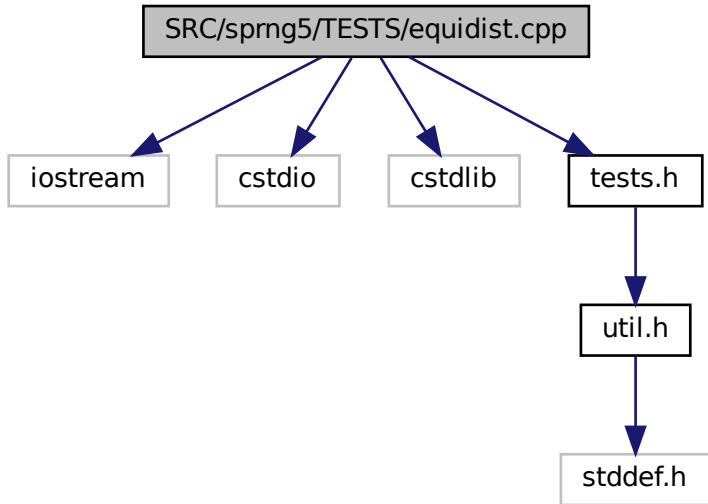 SRC/sprng5/TESTS/equidist.cpp
iostream
cstdio
cstdlib
tests.h
util.h
stddef.h